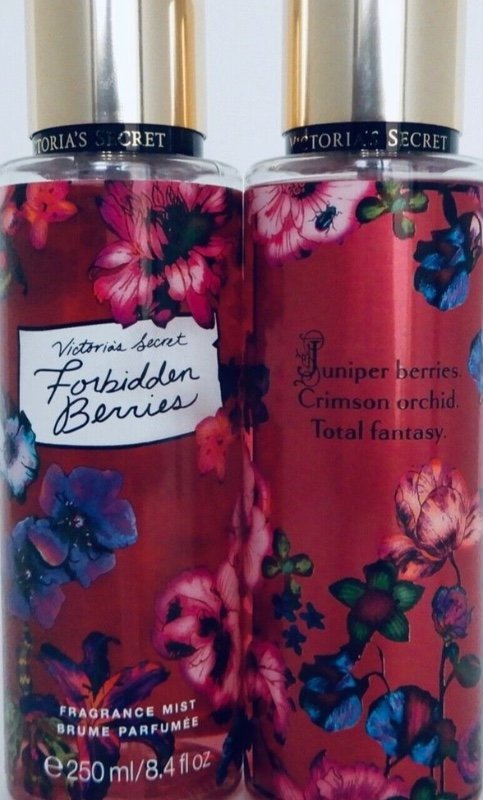 VICTORIA'S SECRET
Victoria's Secret
Forbidden
Berries
FRAGRANCE MIST
BRUME PARFUMÉE
℮ 250 ml/8.4 fl oz
VICTORIA'S SECRET
Juniper berries.
Crimson orchid.
Total fantasy.